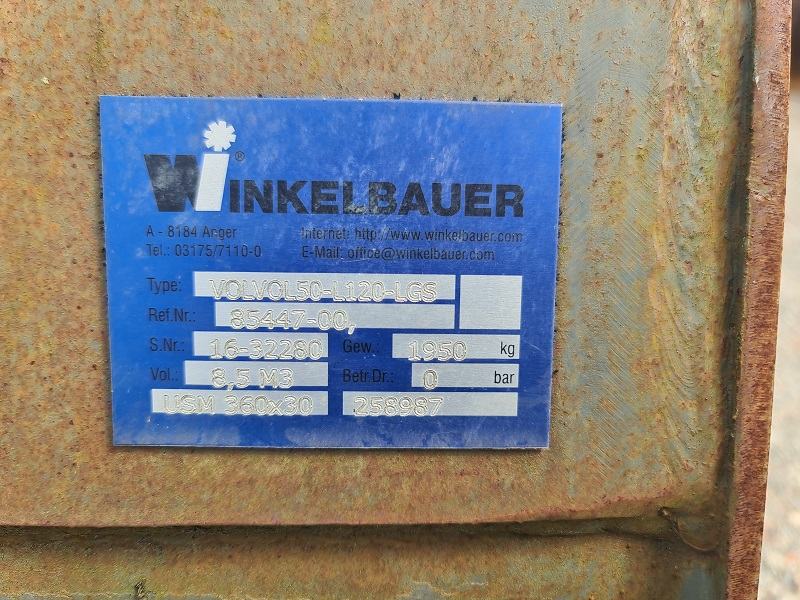 WINKELBAUER®
A - 8184 Anger Internet: http://www.winkelbauer.com
Tel.: 03175/7110-0 E-Mail: office@winkelbauer.com
Type: VOLVOL50-L120-LGS
Ref.Nr.: 85447-00,
S.Nr.: 16-32280 Gew.: 1950 kg
Vol.: 8,5 M3 Betr.Dr.: 0 bar
USM 360x30 258987